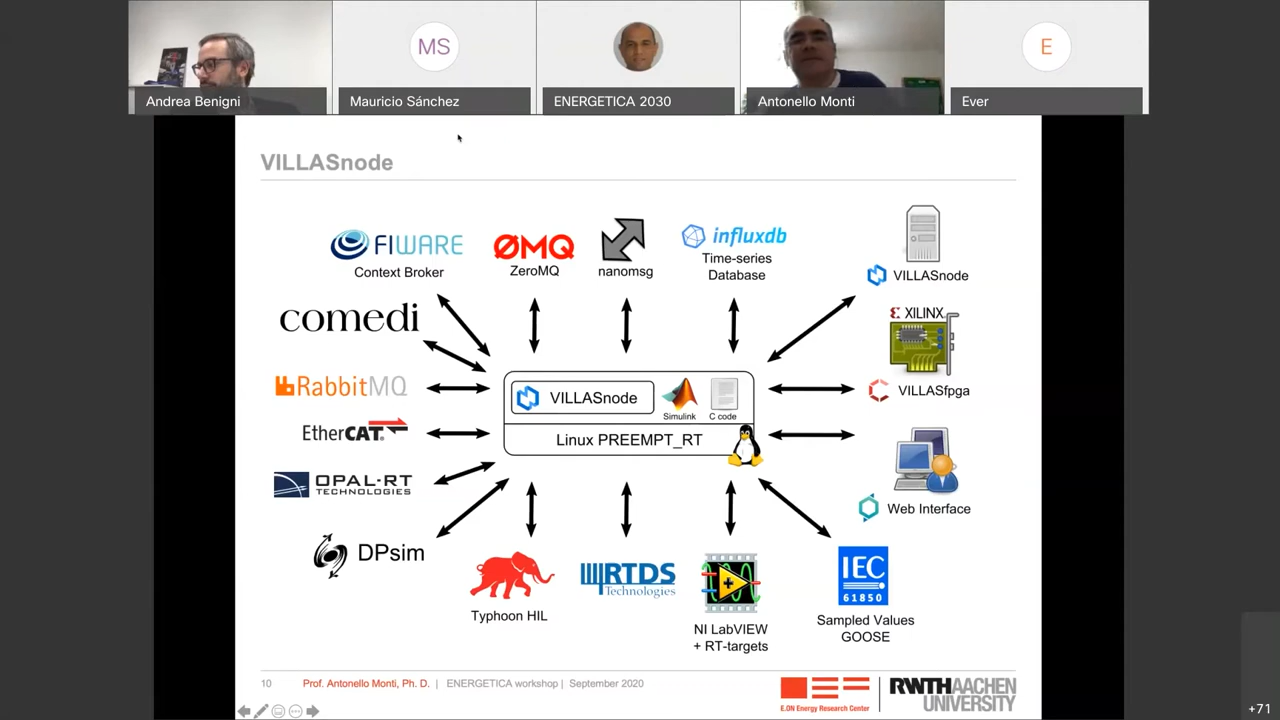 MS
E
Andrea Benigni
Mauricio Sánchez
ENERGETICA 2030
Antonello Monti
Ever
VILLASnode
FIWARE
Context Broker
ØMQ
ZeroMQ
nanomsg
influxdb
Time-series
Database
VILLASnode
comedi
XILINX
VILLASfpga
RabbitMQ
VILLASnode
Simulink
C code
EtherCAT
Linux PREEMPT_RT
OPAL-RT
TECHNOLOGIES
Web Interface
DPsim
Typhoon HIL
RTDS
Technologies
NI LabVIEW
+ RT-targets
IEC
61850
Sampled Values
GOOSE
10
Prof. Antonello Monti, Ph. D. | ENERGETICA workshop | September 2020
E.ON Energy Research Center
RWTH AACHEN
UNIVERSITY
+71